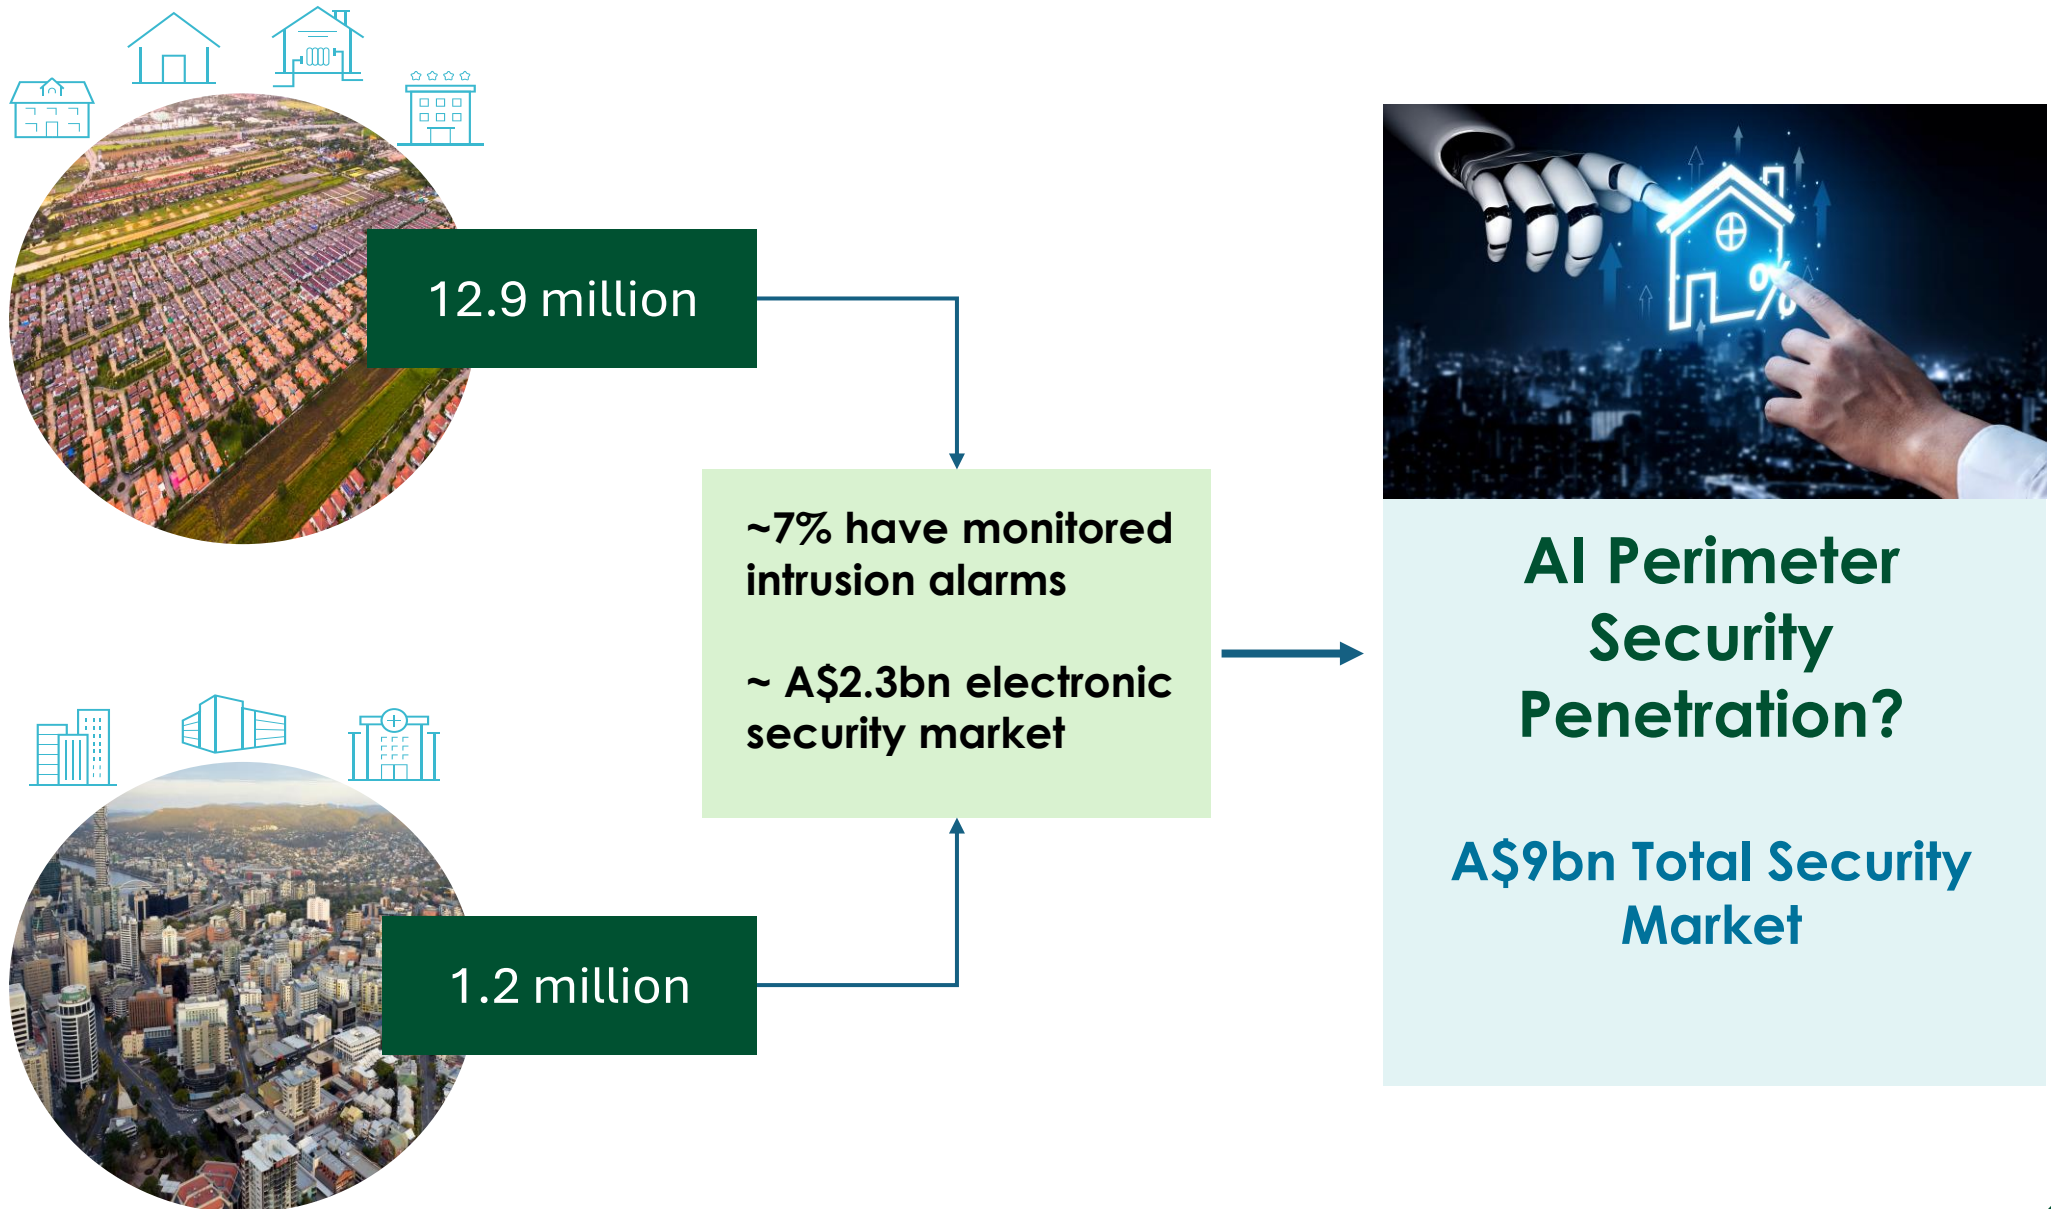 12.9 million
~7% have monitored
intrusion alarms
~ A$2.3bn electronic
security market
1.2 million
%
AI Perimeter
Security
Penetration?
A$9bn Total Security
Market